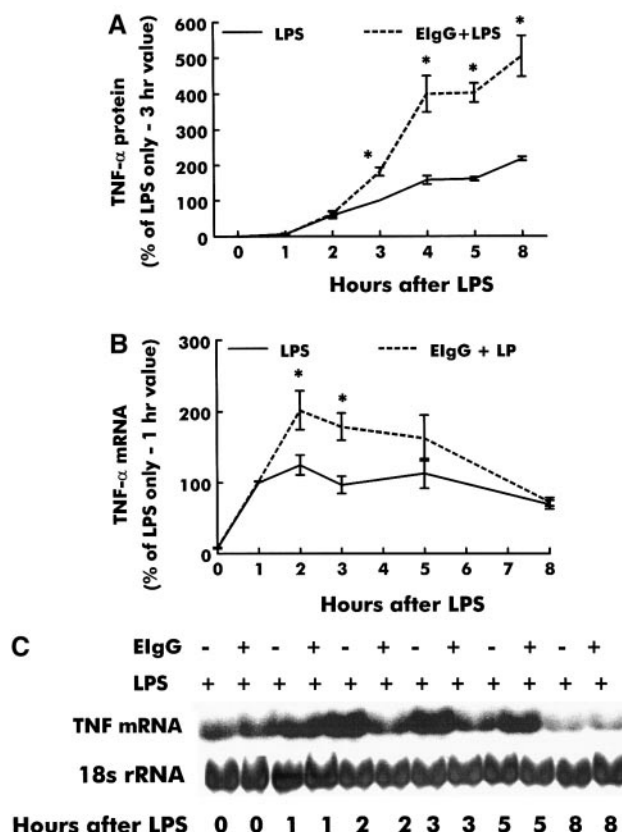 A
LPS EIgG+LPS
TNF-α protein
(% of LPS only - 3 hr value)
600
500
400
300
200
100
0
* * * *
0 1 2 3 4 5 8
Hours after LPS
B
LPS EIgG + LP
TNF-α mRNA
(% of LPS only - 1 hr value)
300
200
100
0
* *
0 1 2 3 4 5 6 7 8
Hours after LPS
C
EIgG - + - + - + - + - + - +
LPS + + + + + + + + + + + +
TNF mRNA
18s rRNA
Hours after LPS 0 0 1 1 2 2 3 3 5 5 8 8